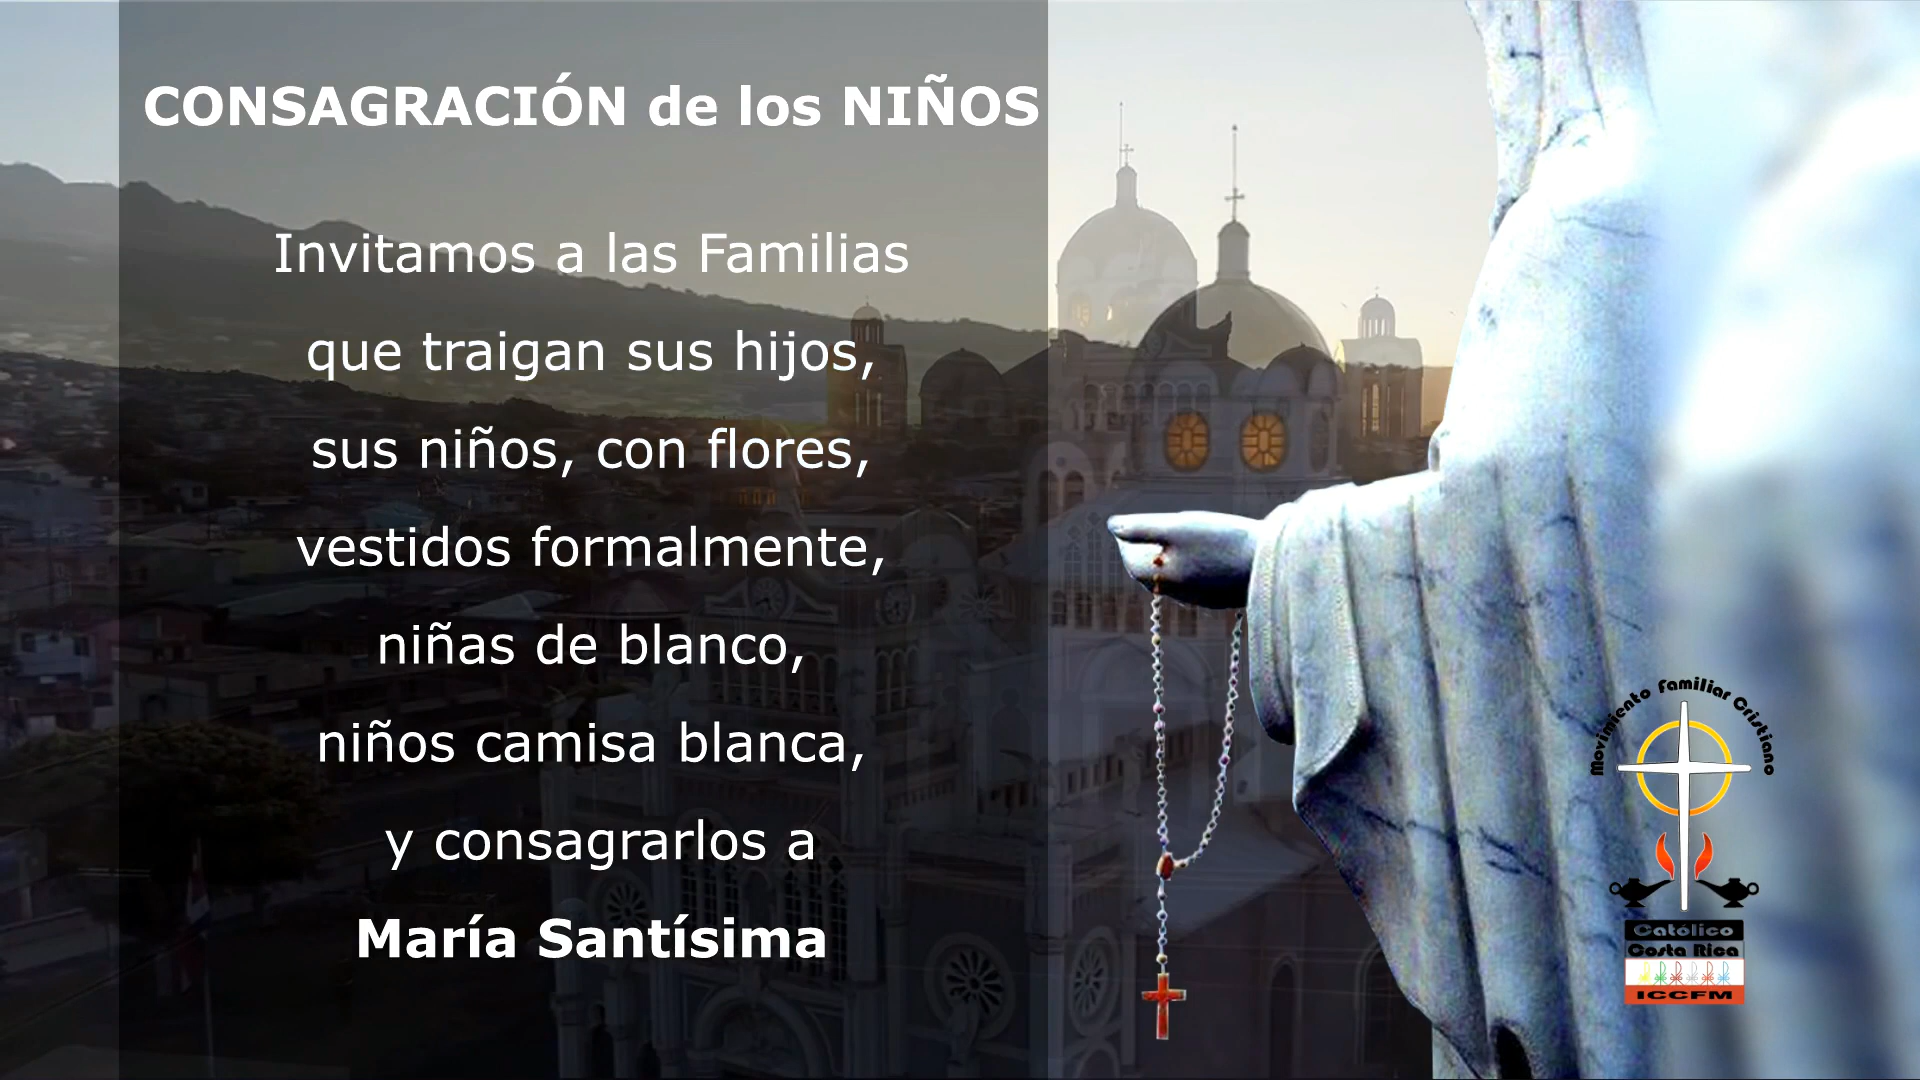 CONSAGRACIÓN de los NIÑOS
Invitamos a las Familias
que traigan sus hijos,
sus niños, con flores,
vestidos formalmente,
niñas de blanco,
niños camisa blanca,
y consagrarlos a
María Santísima
Movimiento Familiar Cristiano
Católico
Costa Rica
ICCFM